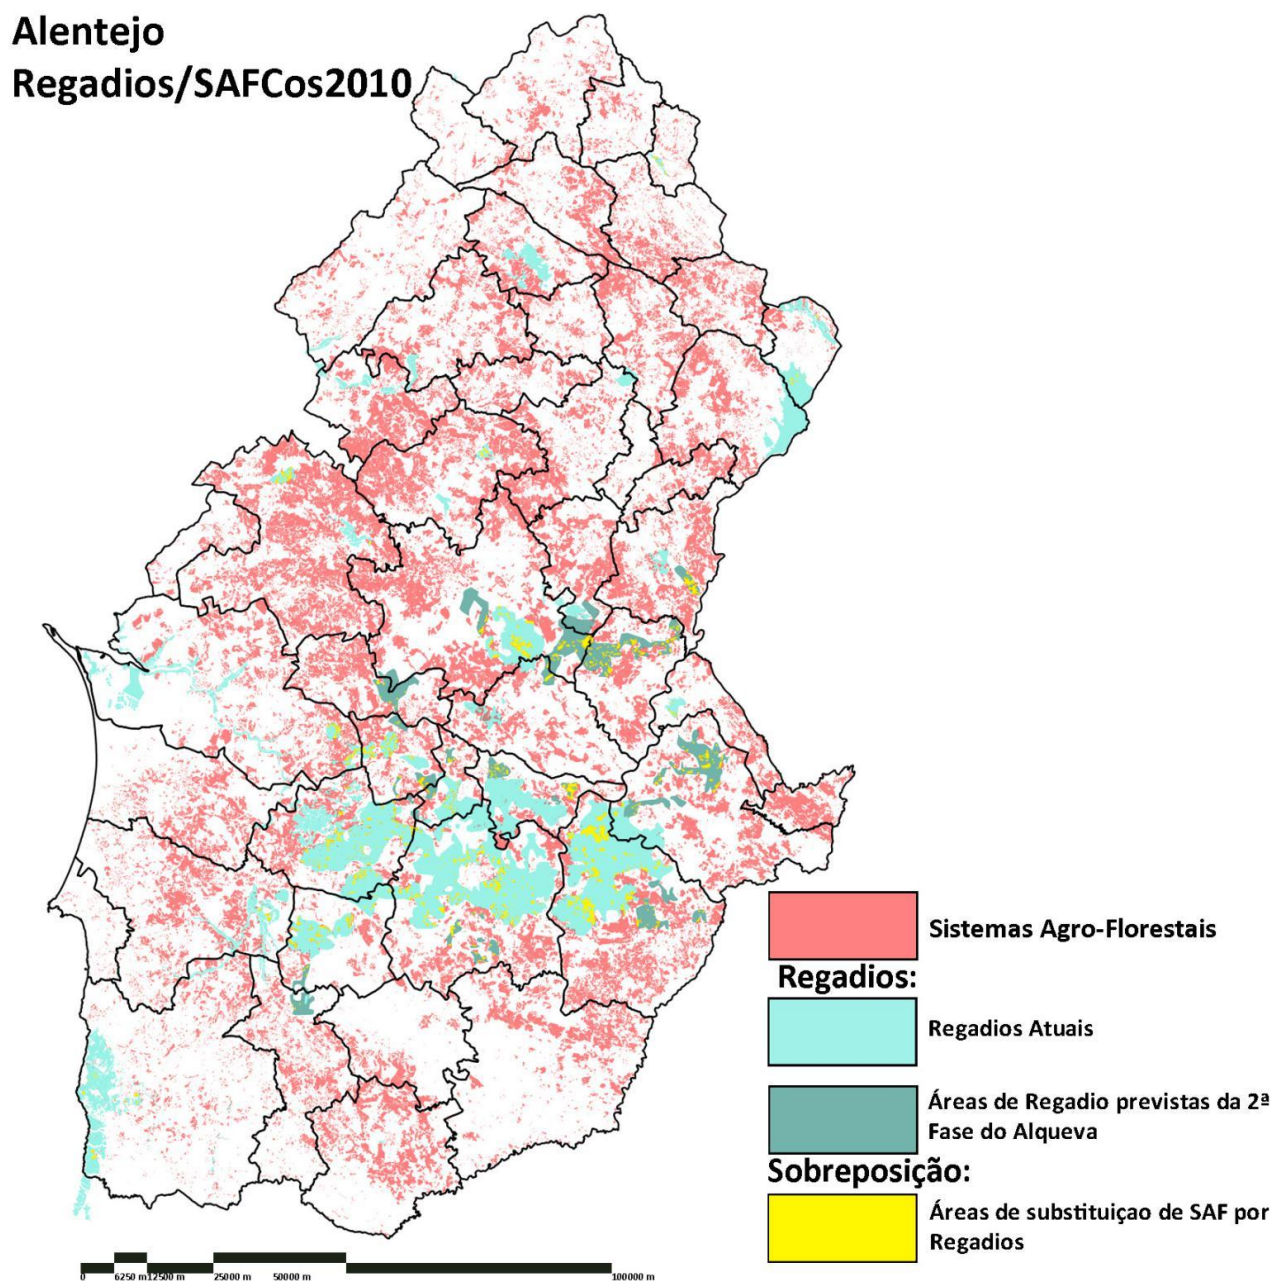 Alentejo
Regadios/SAFCos2010
Sistemas Agro-Florestais
Regadios:
Regadios Atuais
Áreas de Regadio previstas da 2ª
Fase do Alqueva
Sobreposição:
Áreas de substituiçao de SAF por
Regadios
0 6250 m 12500 m 25000 m 50000 m 100000 m